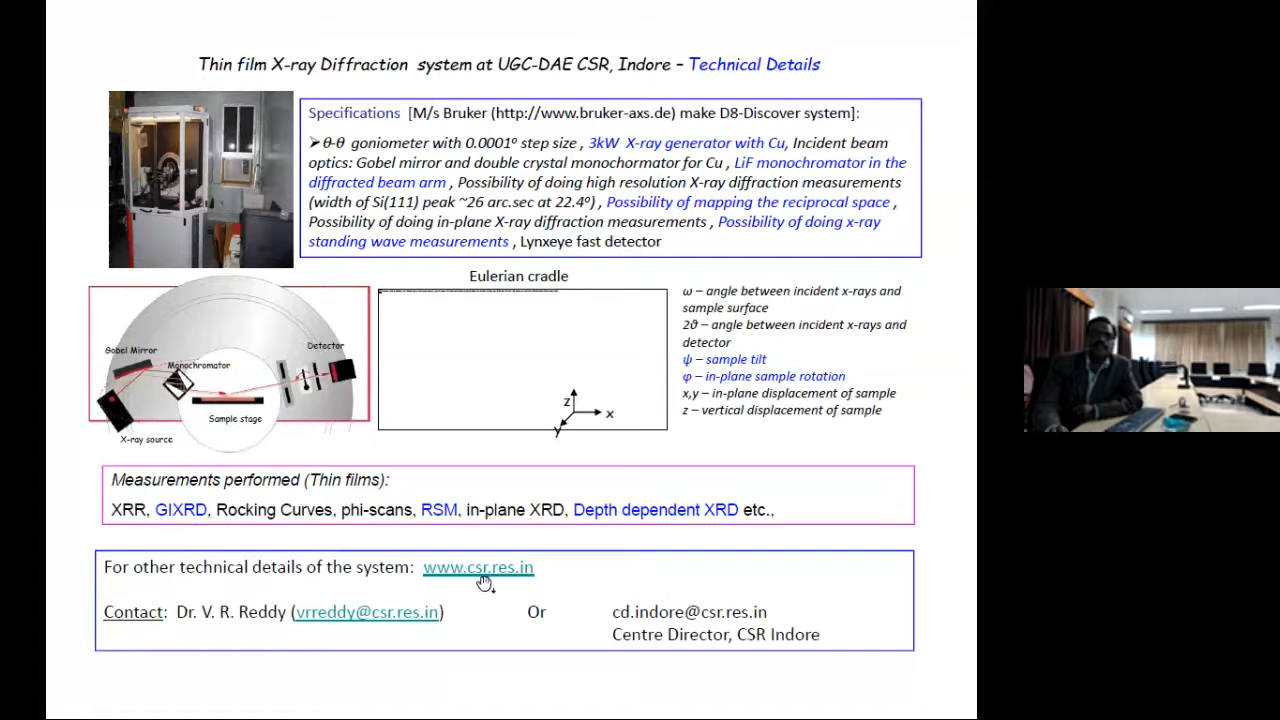 Thin film X-ray Diffraction system at UGC-DAE CSR, Indore – Technical Details
Specifications [M/s Bruker (http://www.bruker-axs.de) make D8-Discover system]:
➢θ-θ goniometer with 0.0001⁰ step size , 3kW X-ray generator with Cu, Incident beam
optics: Gobel mirror and double crystal monochormator for Cu , LiF monochromator in the
diffracted beam arm , Possibility of doing high resolution X-ray diffraction measurements
(width of Si(111) peak ~26 arc.sec at 22.4⁰) , Possibility of mapping the reciprocal space ,
Possibility of doing in-plane X-ray diffraction measurements , Possibility of doing x-ray
standing wave measurements , Lynxeye fast detector
Eulerian cradle
Gobel Mirror
Monochromator
Detector
Sample stage
X-ray source
z
x
y
ω – angle between incident x-rays and
sample surface
2ϑ – angle between incident x-rays and
detector
ψ – sample tilt
φ – in-plane sample rotation
x,y – in-plane displacement of sample
z – vertical displacement of sample
Measurements performed (Thin films):
XRR, GIXRD, Rocking Curves, phi-scans, RSM, in-plane XRD, Depth dependent XRD etc.,
For other technical details of the system: www.csr.res.in
Contact: Dr. V. R. Reddy (vrreddy@csr.res.in) Or cd.indore@csr.res.in
Centre Director, CSR Indore